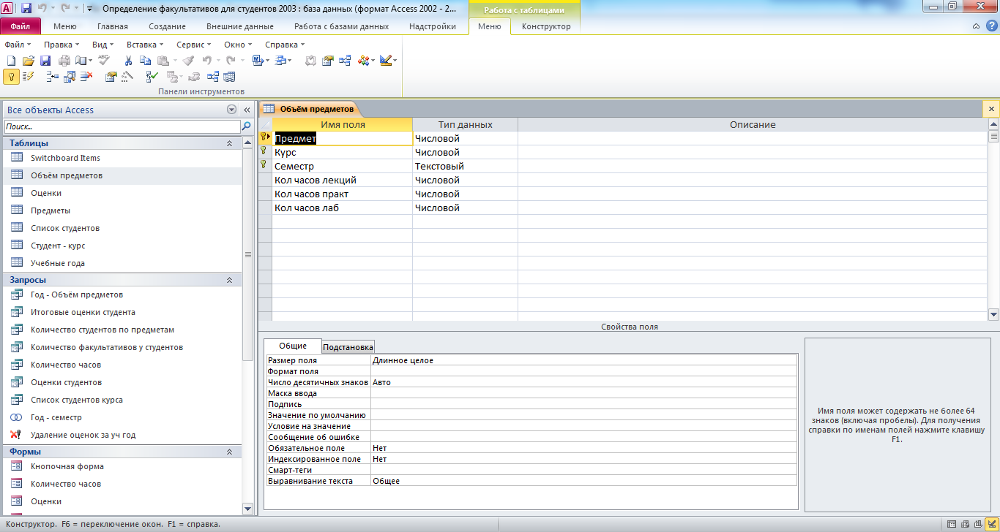 Определение факультативов для студентов 2003 : база данных (формат Access 2002 - 2...
Работа с таблицами
Файл Меню Главная Создание Внешние данные Работа с базами данных Надстройки Меню Конструктор
Файл Правка Вид Вставка Сервис Окно Справка
Панели инструментов
Все объекты Access
Поиск...
Таблицы
Switchboard Items
Объём предметов
Оценки
Предметы
Список студентов
Студент - курс
Учебные года
Запросы
Год - Объём предметов
Итоговые оценки студента
Количество студентов по предметам
Количество факультативов у студентов
Количество часов
Оценки студентов
Список студентов курса
Год - семестр
Удаление оценок за уч год
Формы
Кнопочная форма
Количество часов
Оценки
Объём предметов
Имя поля Тип данных Описание
Предмет Числовой
Курс Числовой
Семестр Текстовый
Кол часов лекций Числовой
Кол часов практ Числовой
Кол часов лаб Числовой
Свойства поля
Общие Подстановка
Размер поля Длинное целое
Формат поля
Число десятичных знаков Авто
Маска ввода
Подпись
Значение по умолчанию
Условие на значение
Сообщение об ошибке
Обязательное поле Нет
Индексированное поле Нет
Смарт-теги
Выравнивание текста Общее
Имя поля может содержать не более 64
знаков (включая пробелы). Для получения
справки по именам полей нажмите клавишу
F1.
Конструктор. F6 = переключение окон. F1 = справка.